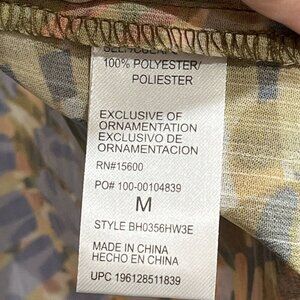 100% POLYESTER/
POLIESTER
EXCLUSIVE OF
ORNAMENTATION
EXCLUSIVO DE
ORNAMENTACION
RN#15600
PO# 100-00104839
M
STYLE BH0356HW3E
MADE IN CHINA
HECHO EN CHINA
UPC 196128511839